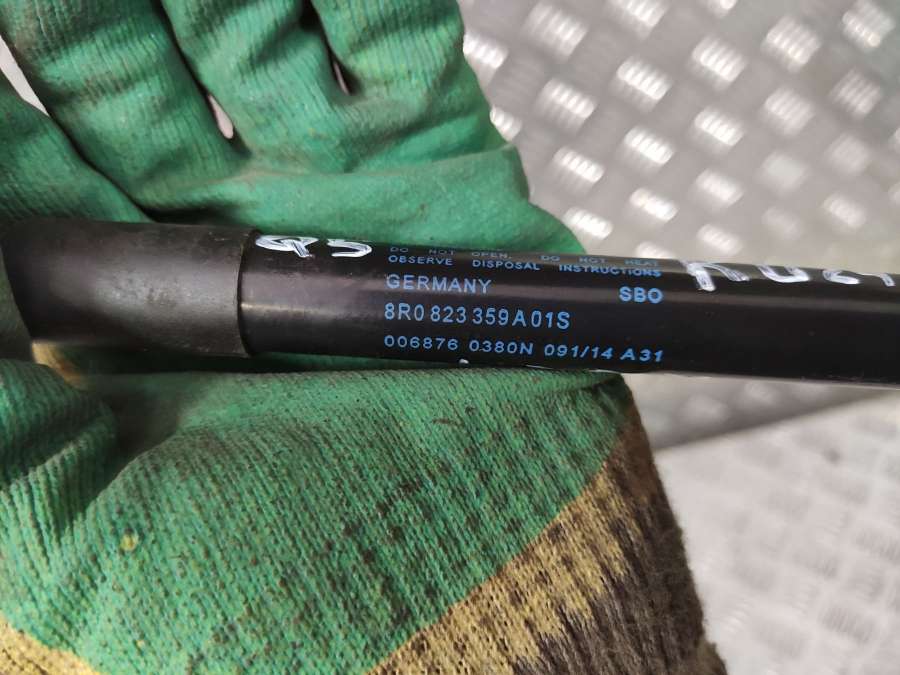 Q5
DO NOT OPEN. DO NOT HEAT
OBSERVE DISPOSAL INSTRUCTIONS
GERMANY SBO
8R0 823 359 A 01S
006876 0380N 091/14 A31